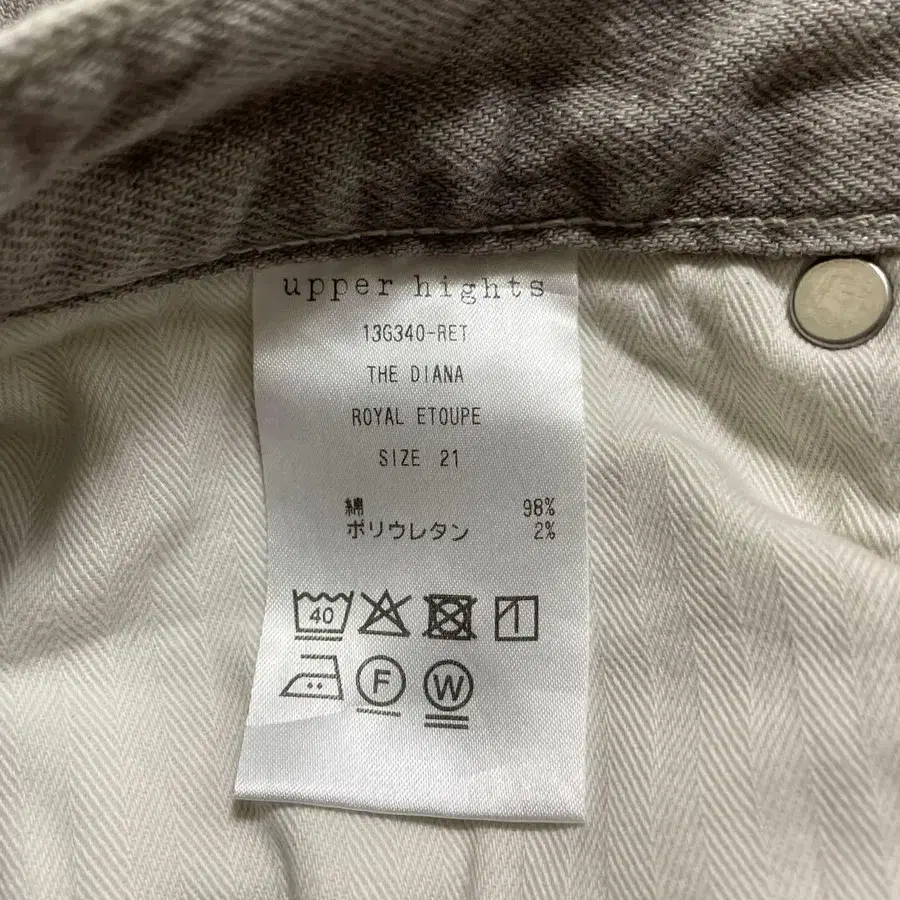 upper hights
13G340-RET
THE DIANA
ROYAL ETOUPE
SIZE 21
綿 98%
ポリウレタン 2%
40
F W